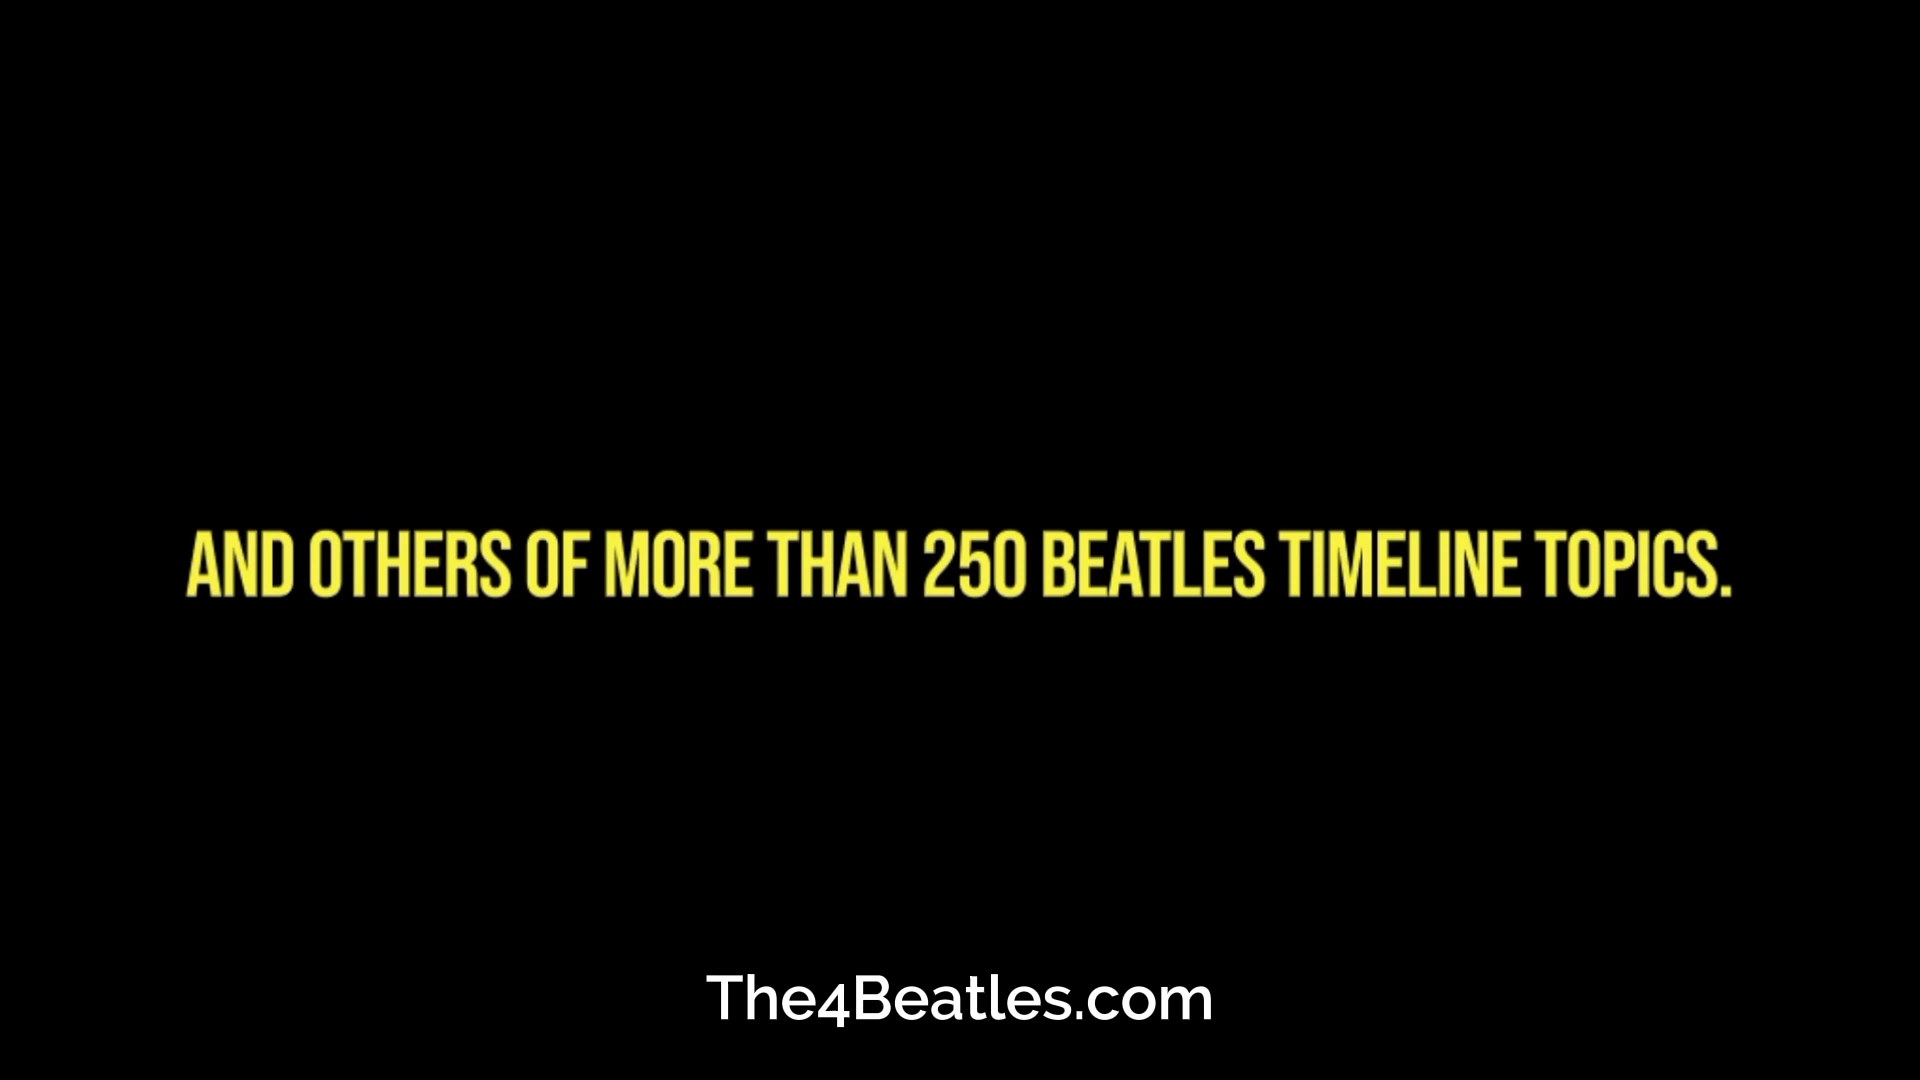 AND OTHERS OF MORE THAN 250 BEATLES TIMELINE TOPICS.
The4Beatles.com